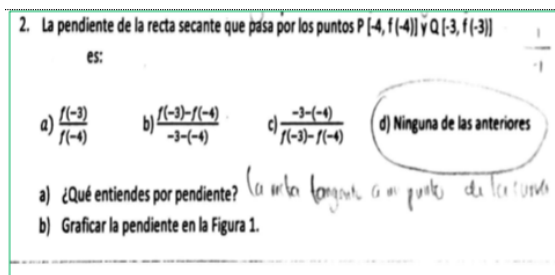 2. La pendiente de la recta secante que pasa por los puntos P [-4, f (-4)] y Q [-3, f (-3)]
es:
1
-1
a) f(-3)/f(-4) b) f(-3)-f(-4)/-3-(-4) c) -3-(-4)/f(-3)-f(-4) d) Ninguna de las anteriores
a) ¿Qué entiendes por pendiente? la recta tangente a un punto de la curva
b) Graficar la pendiente en la Figura 1.